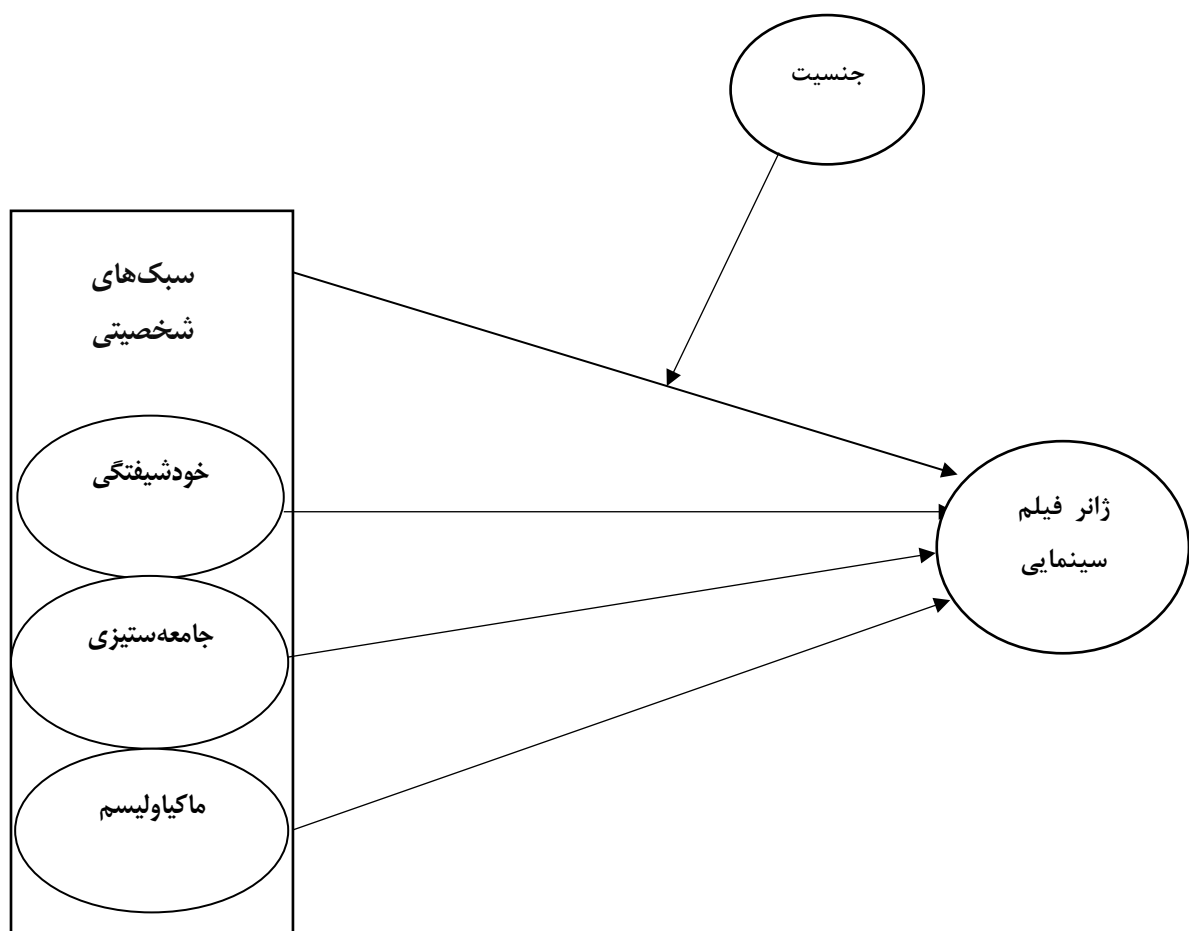 جنسیت
سبک‌های
شخصیتی
خودشیفتگی
ژانر فیلم
سینمایی
جامعه‌ستیزی
ماکیاولیسم